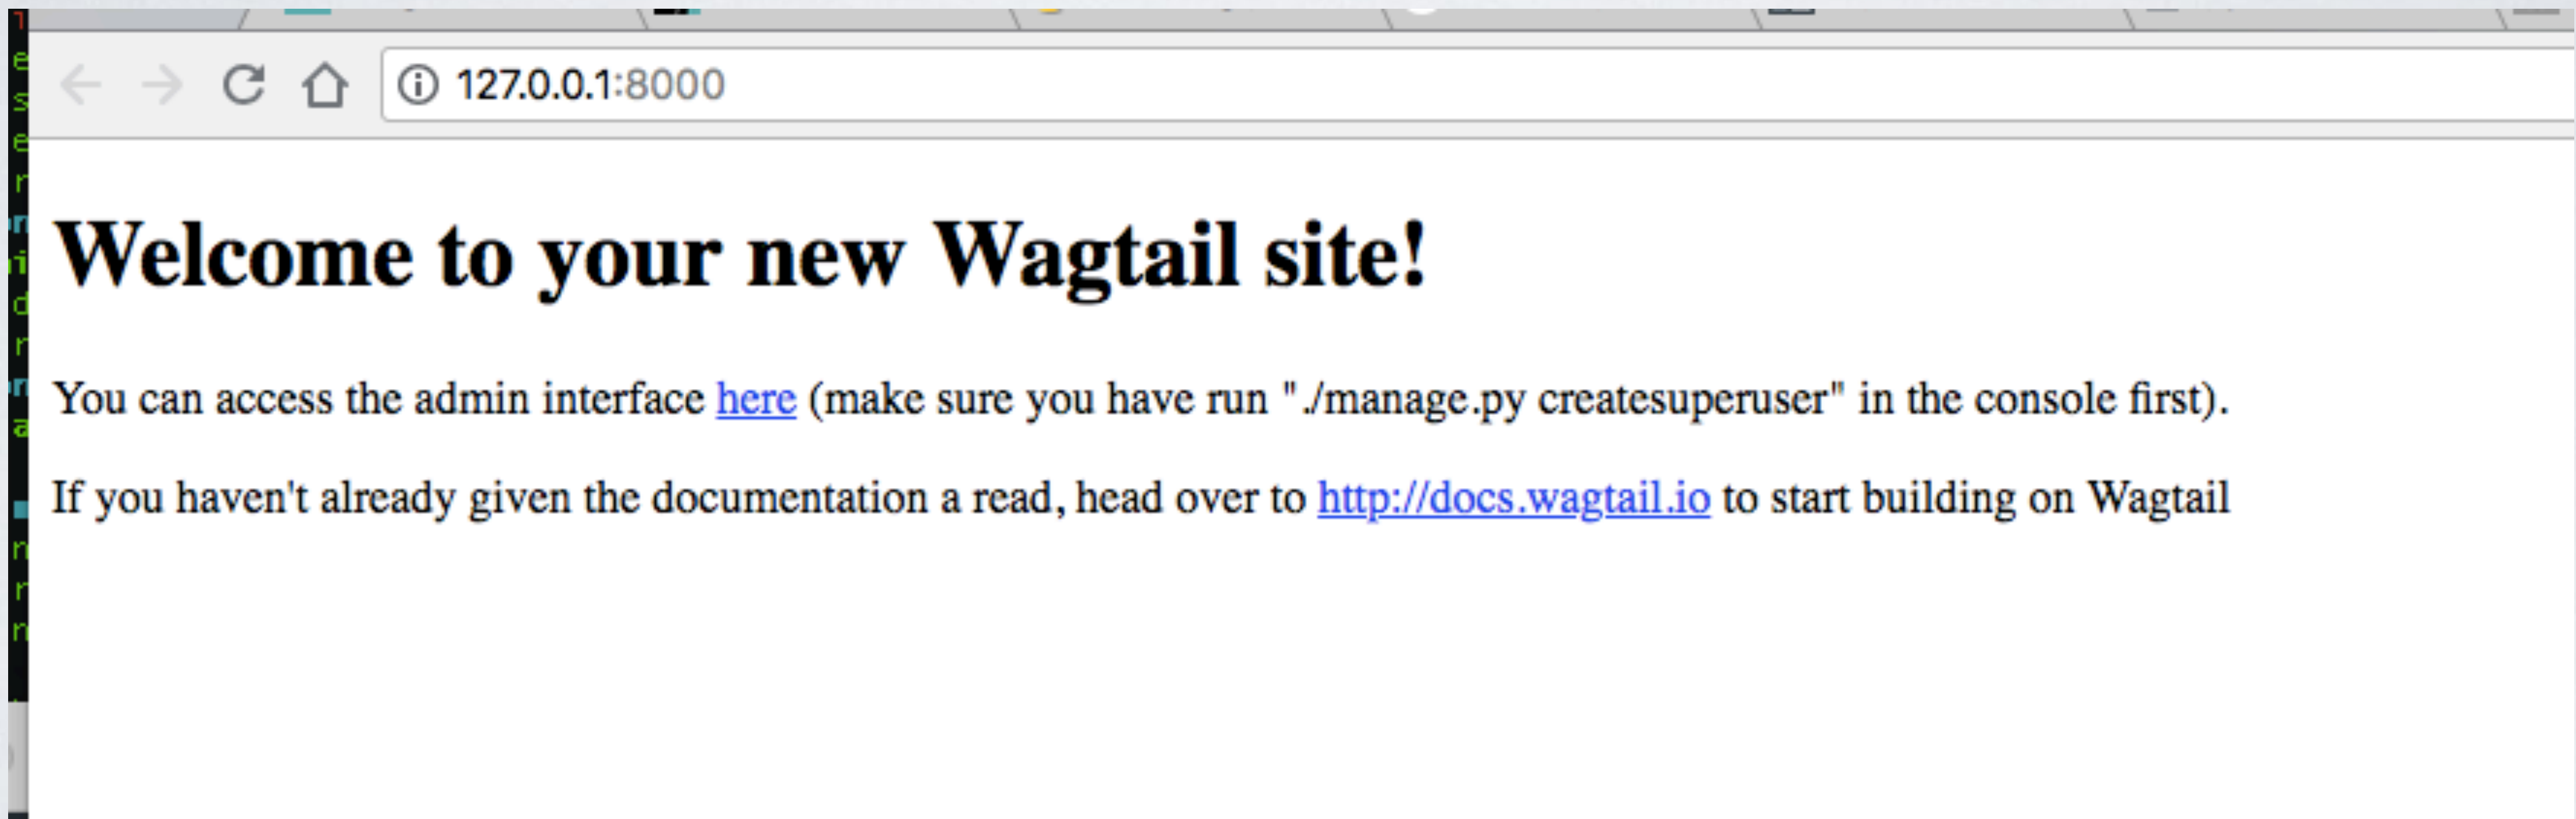 127.0.0.1:8000
Welcome to your new Wagtail site!
You can access the admin interface here (make sure you have run "./manage.py createsuperuser" in the console first).
If you haven't already given the documentation a read, head over to http://docs.wagtail.io to start building on Wagtail